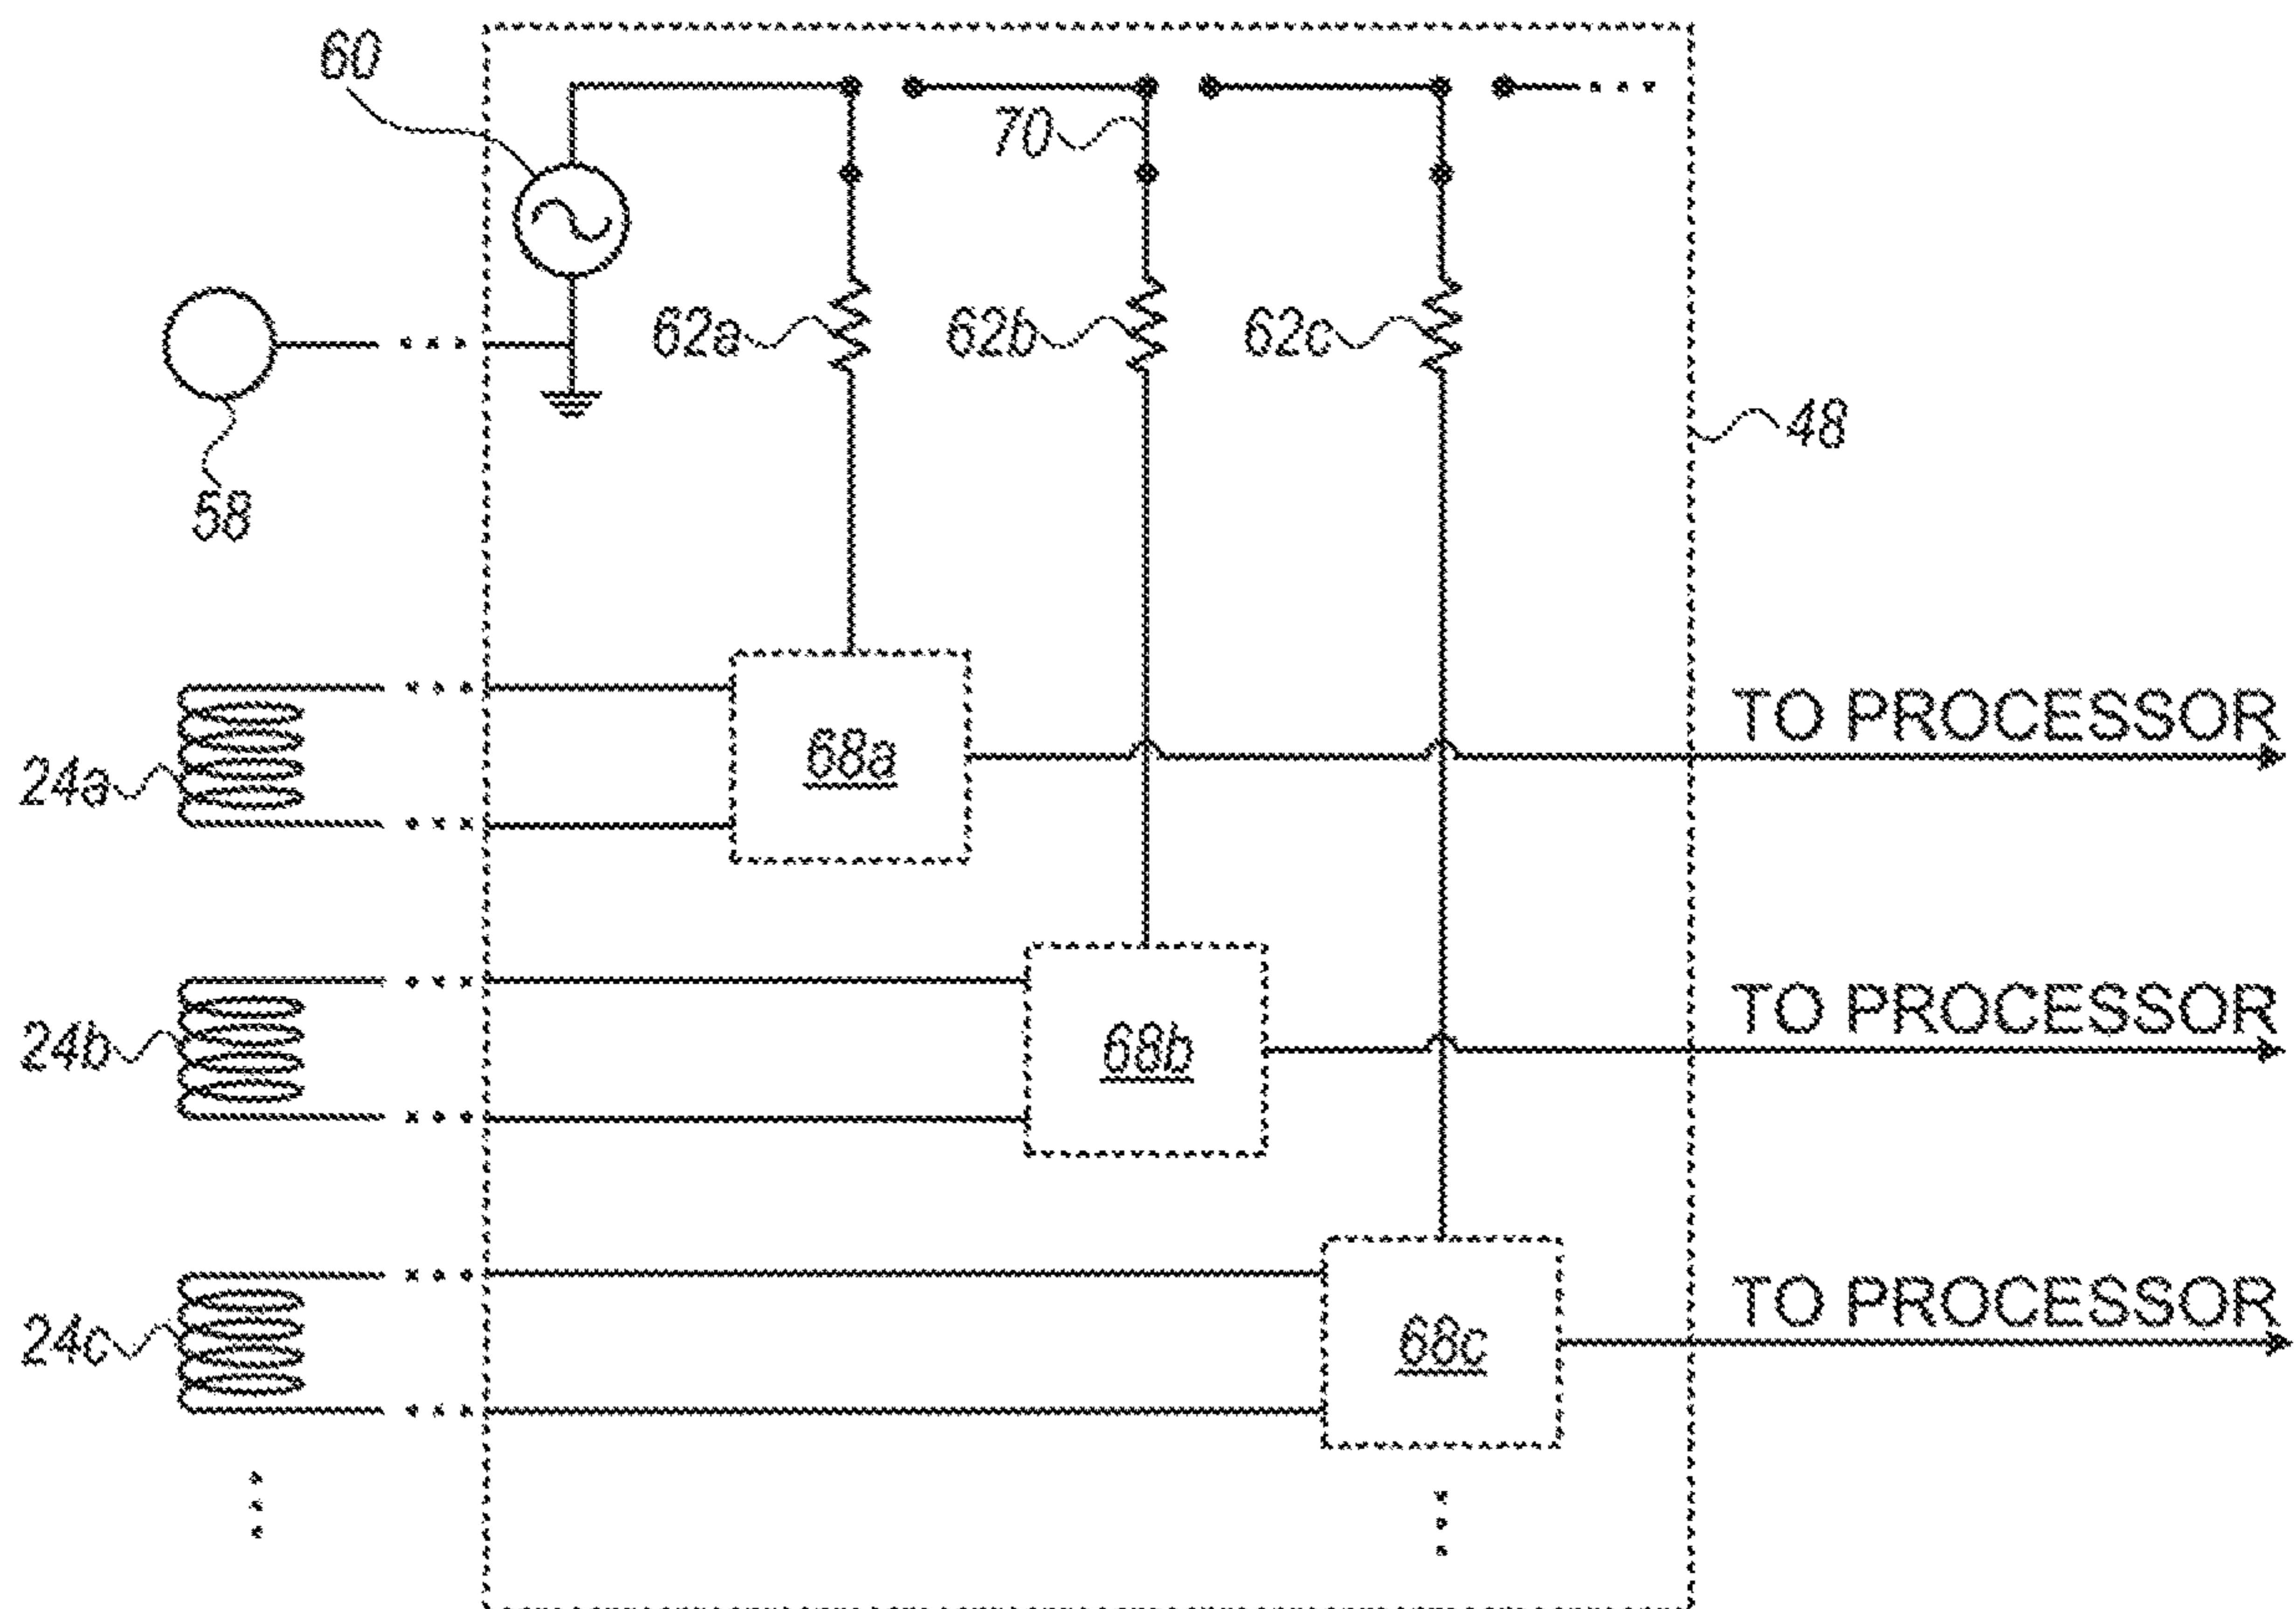 60
70
62a
62b
62c
48
58
TO PROCESSOR
68a
24a
TO PROCESSOR
68b
24b
TO PROCESSOR
68c
24c